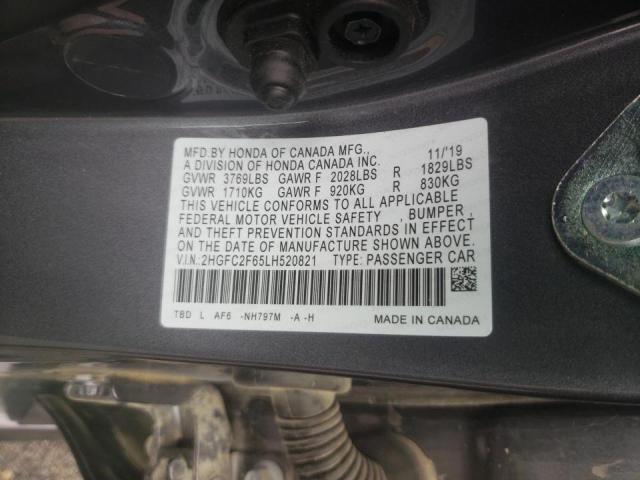 MFD.BY HONDA OF CANADA MFG., 11/'19
A DIVISION OF HONDA CANADA INC.
GVWR 3769LBS GAWR F 2028LBS R 1829LBS
GVWR 1710KG GAWR F 920KG R 830KG
THIS VEHICLE CONFORMS TO ALL APPLICABLE
FEDERAL MOTOR VEHICLE SAFETY , BUMPER ,
AND THEFT PREVENTION STANDARDS IN EFFECT
ON THE DATE OF MANUFACTURE SHOWN ABOVE.
V.I.N.:2HGFC2F65LH520821 TYPE:PASSENGER CAR
TBD L AF6 -NH797M -A -H MADE IN CANADA